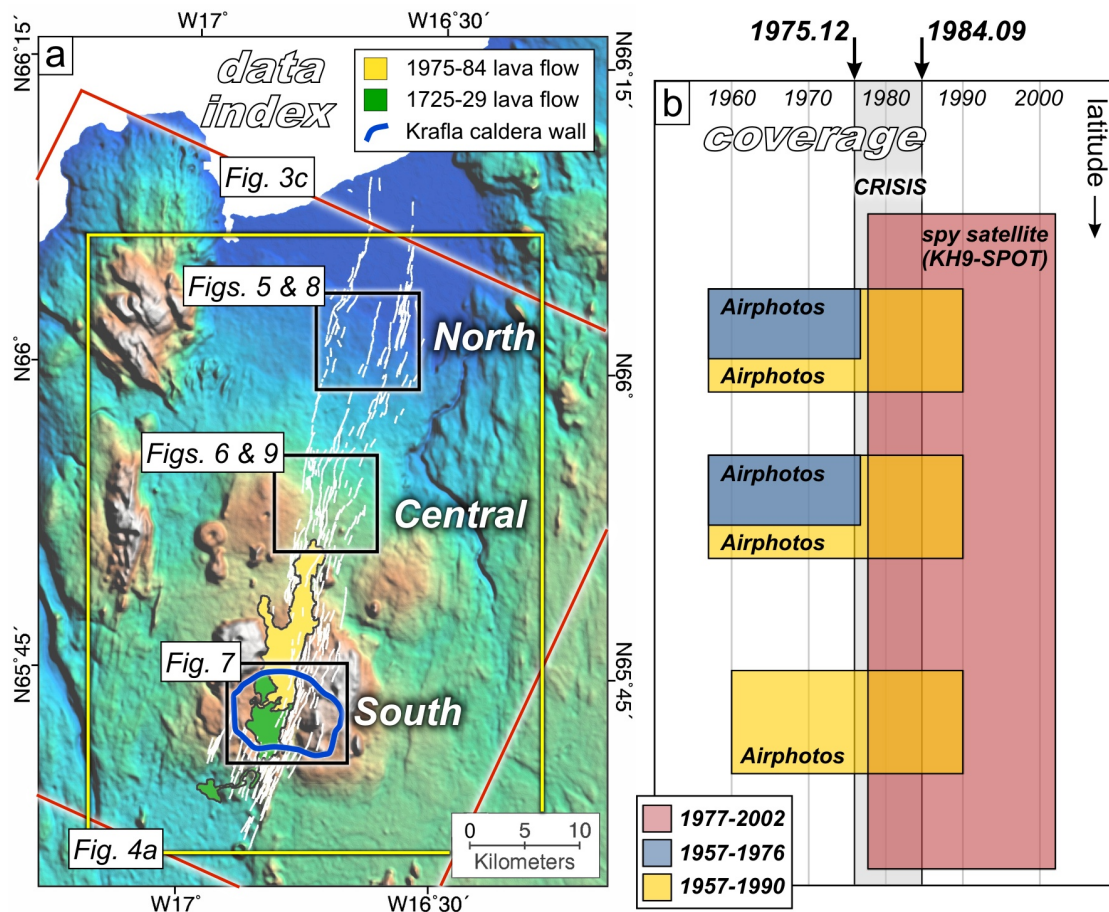 W17°
W16°30'
N66°15'
a
data
index
1975-84 lava flow
1725-29 lava flow
Krafla caldera wall
N66°15'
Fig. 3c
Figs. 5 & 8
North
N66°
N66°
Figs. 6 & 9
Central
Fig. 7
South
N65°45'
N65°45'
Fig. 4a
0 5 10
Kilometers
W17°
W16°30'
1975.12
1984.09
b
1960 1970 1980 1990 2000
coverage
latitude
CRISIS
spy satellite
(KH9-SPOT)
Airphotos
Airphotos
Airphotos
Airphotos
Airphotos
1977-2002
1957-1976
1957-1990